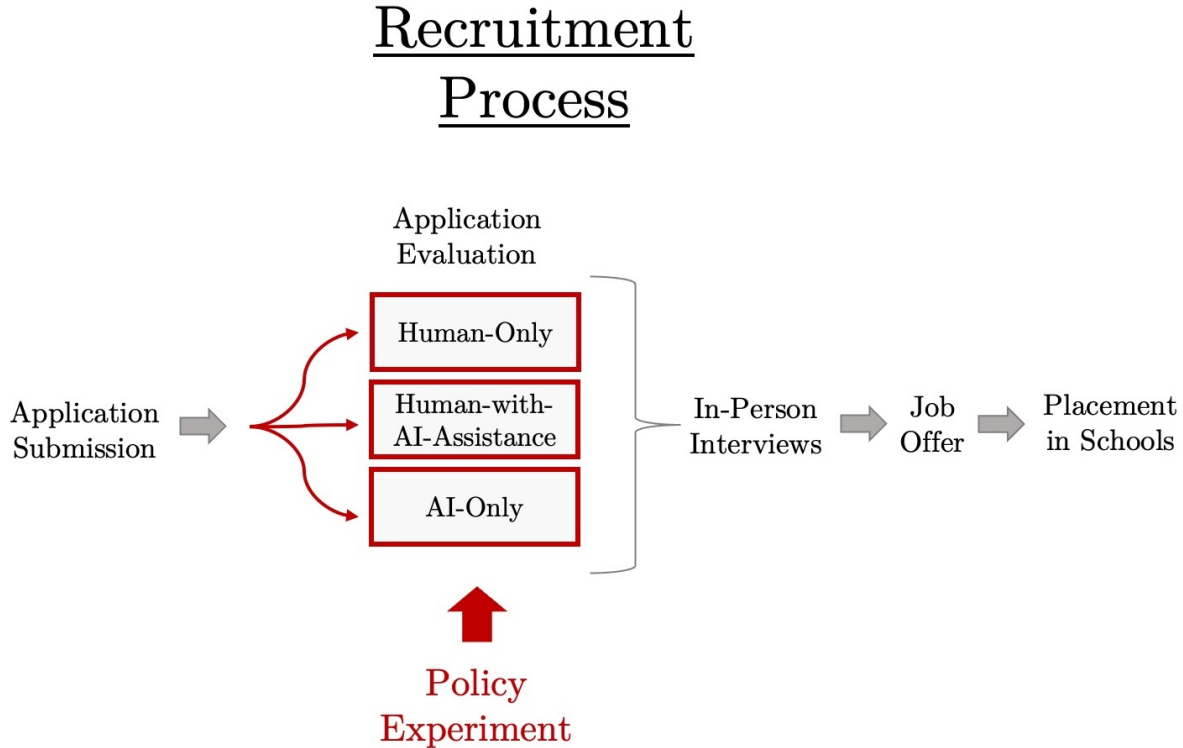 Recruitment
Process
Application
Evaluation
Human-Only
Application
Submission
Human-with-
AI-Assistance
AI-Only
In-Person
Interviews
Job
Offer
Placement
in Schools
Policy
Experiment